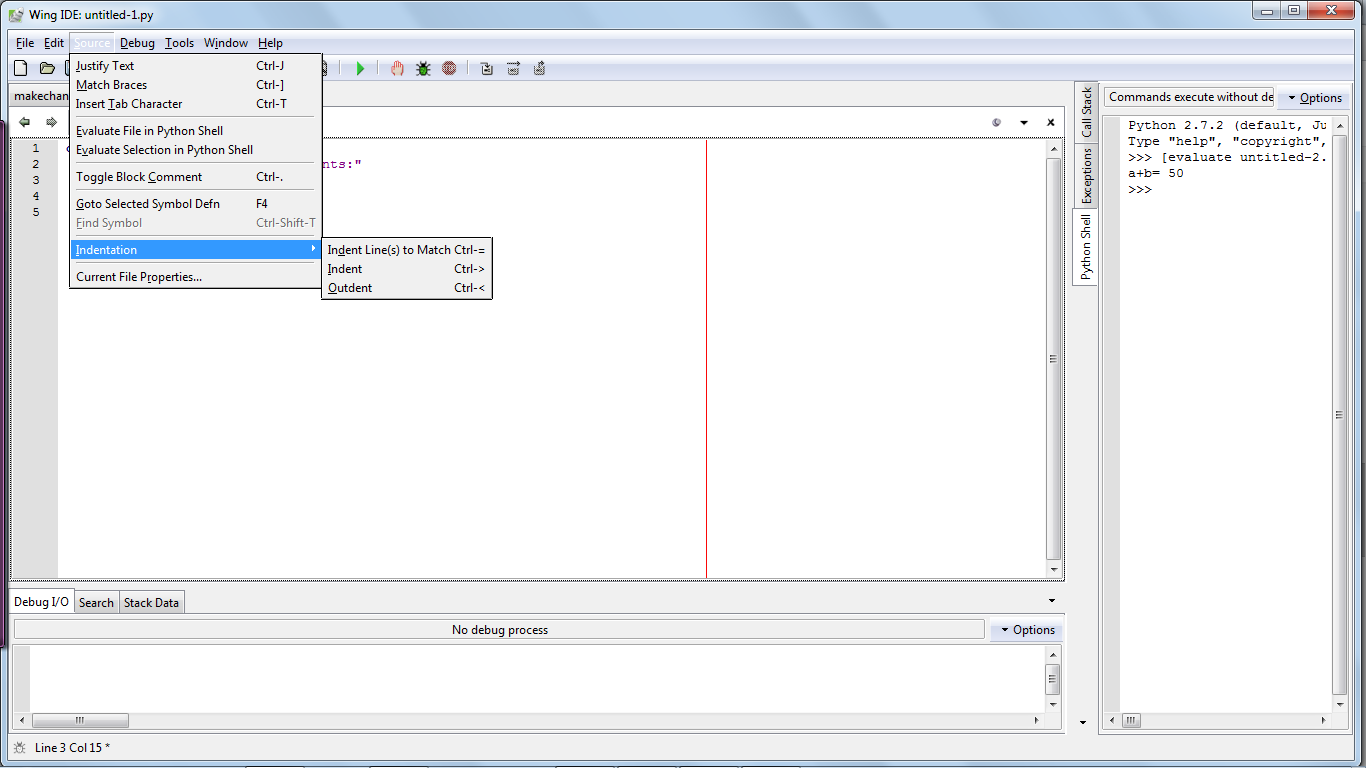 Wing IDE: untitled-1.py
File Edit Source Debug Tools Window Help
Justify Text Ctrl-J
Match Braces Ctrl-]
Insert Tab Character Ctrl-T
Evaluate File in Python Shell
Evaluate Selection in Python Shell
Toggle Block Comment Ctrl-.
Goto Selected Symbol Defn F4
Find Symbol Ctrl-Shift-T
Indentation
Current File Properties...
Indent Line(s) to Match Ctrl-=
Indent Ctrl->
Outdent Ctrl-<
makechan
1
2 nts:"
3
4
5
Call Stack
Exceptions
Python Shell
Commands execute without de
Options
Python 2.7.2 (default, Ju
Type "help", "copyright",
>>> [evaluate untitled-2.
a+b= 50
>>>
Debug I/O Search Stack Data
No debug process
Options
Line 3 Col 15 *